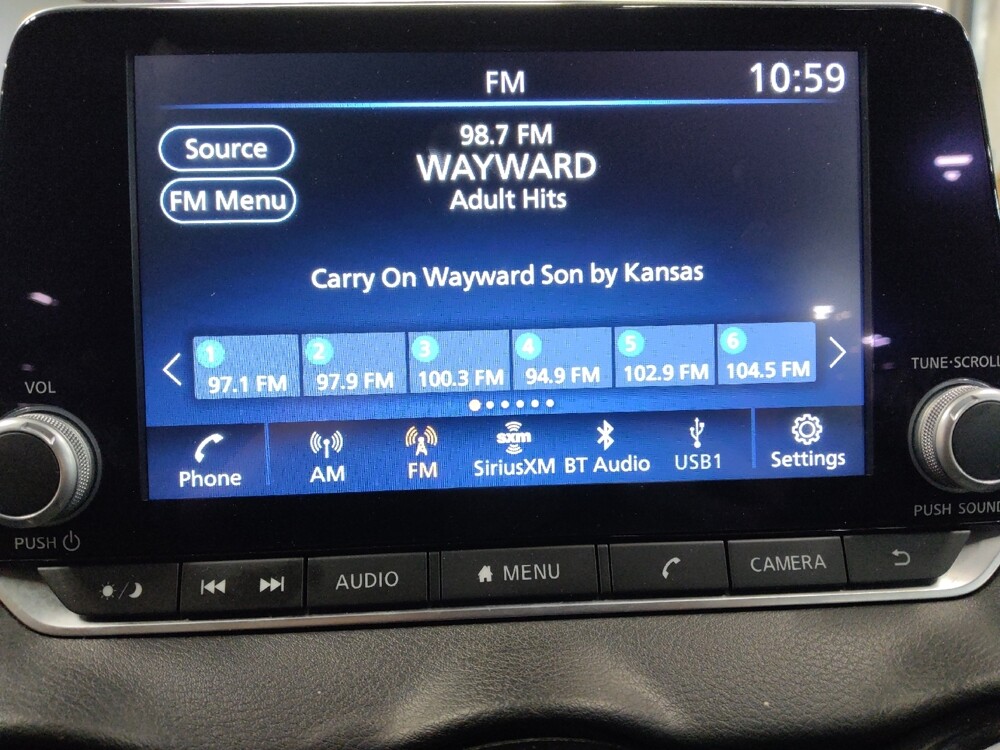 FM
10:59
Source
FM Menu
98.7 FM
WAYWARD
Adult Hits
Carry On Wayward Son by Kansas
1
97.1 FM
2
97.9 FM
3
100.3 FM
4
94.9 FM
5
102.9 FM
6
104.5 FM
Phone
AM
FM
sxm
SiriusXM
BT Audio
USB1
Settings
VOL
PUSH
TUNE·SCROLL
PUSH SOUND
AUDIO
MENU
CAMERA